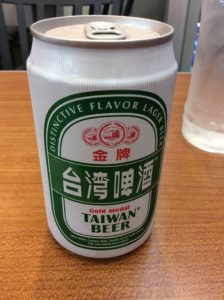 DISTINCTIVE FLAVOR LAGER BEER
金牌
台湾啤酒
Gold Medal
TAIWAN
BEER